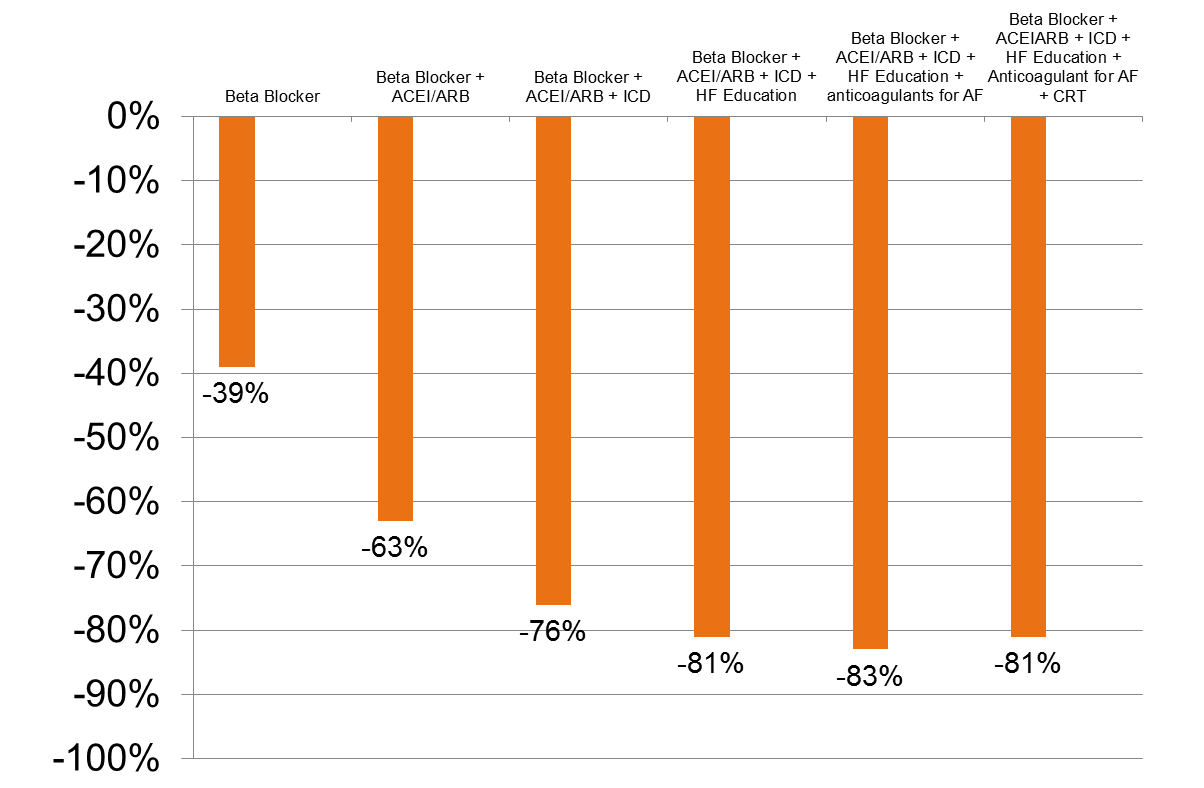 Beta Blocker
Beta Blocker +
ACEI/ARB
Beta Blocker +
ACEI/ARB + ICD
Beta Blocker +
ACEI/ARB + ICD +
HF Education
Beta Blocker +
ACEI/ARB + ICD +
HF Education +
anticoagulants for AF
Beta Blocker +
ACEIARB + ICD +
HF Education +
Anticoagulant for AF
+ CRT
0%
-10%
-20%
-30%
-40%
-50%
-60%
-70%
-80%
-90%
-100%
-39%
-63%
-76%
-81%
-83%
-81%